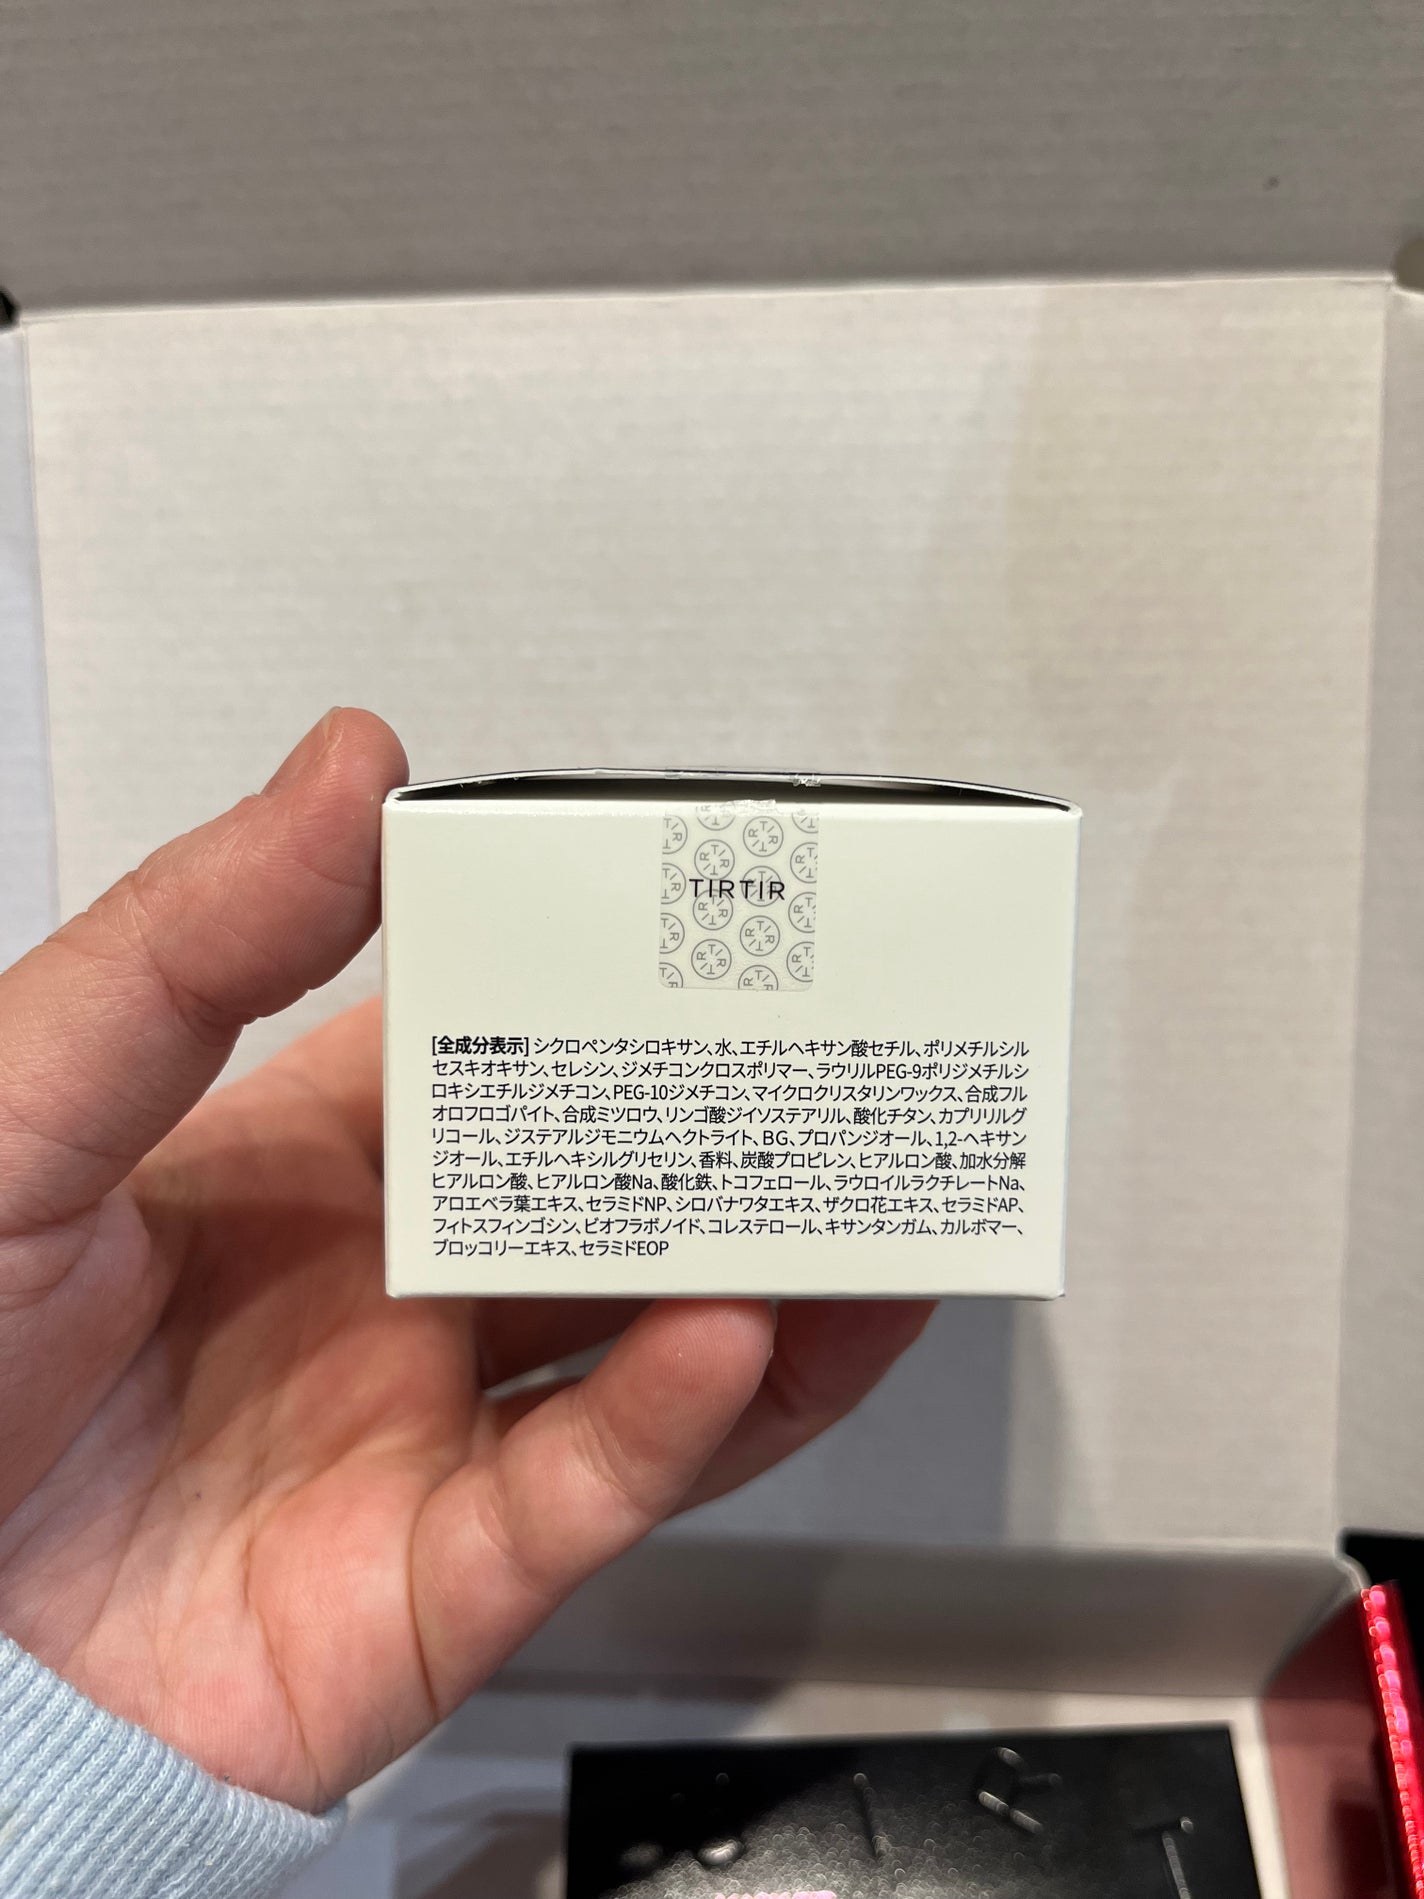 TIRTIR
[全成分表示]シクロペンタシロキサン、水、エチルヘキサン酸セチル、ポリメチルシル
セスキオキサン、セレシン、ジメチコンクロスポリマー、ラウリルPEG-9ポリジメチルシ
ロキシエチルジメチコン、PEG-10ジメチコン、マイクロクリスタリンワックス、合成フル
オロフロゴパイト、合成ミツロウ、リンゴ酸ジイソステアリル、酸化チタン、カプリリルグ
リコール、ジステアルジモニウムヘクトライト、BG、プロパンジオール、1,2-ヘキサン
ジオール、エチルヘキシルグリセリン、香料、炭酸プロピレン、ヒアルロン酸、加水分解
ヒアルロン酸、ヒアルロン酸Na、酸化鉄、トコフェロール、ラウロイルラクチレートNa、
アロエベラ葉エキス、セラミドNP、シロバナワタエキス、ザクロ花エキス、セラミドAP、
フィトスフィンゴシン、ビオフラボノイド、コレステロール、キサンタンガム、カルボマー、
ブロッコリーエキス、セラミドEOP